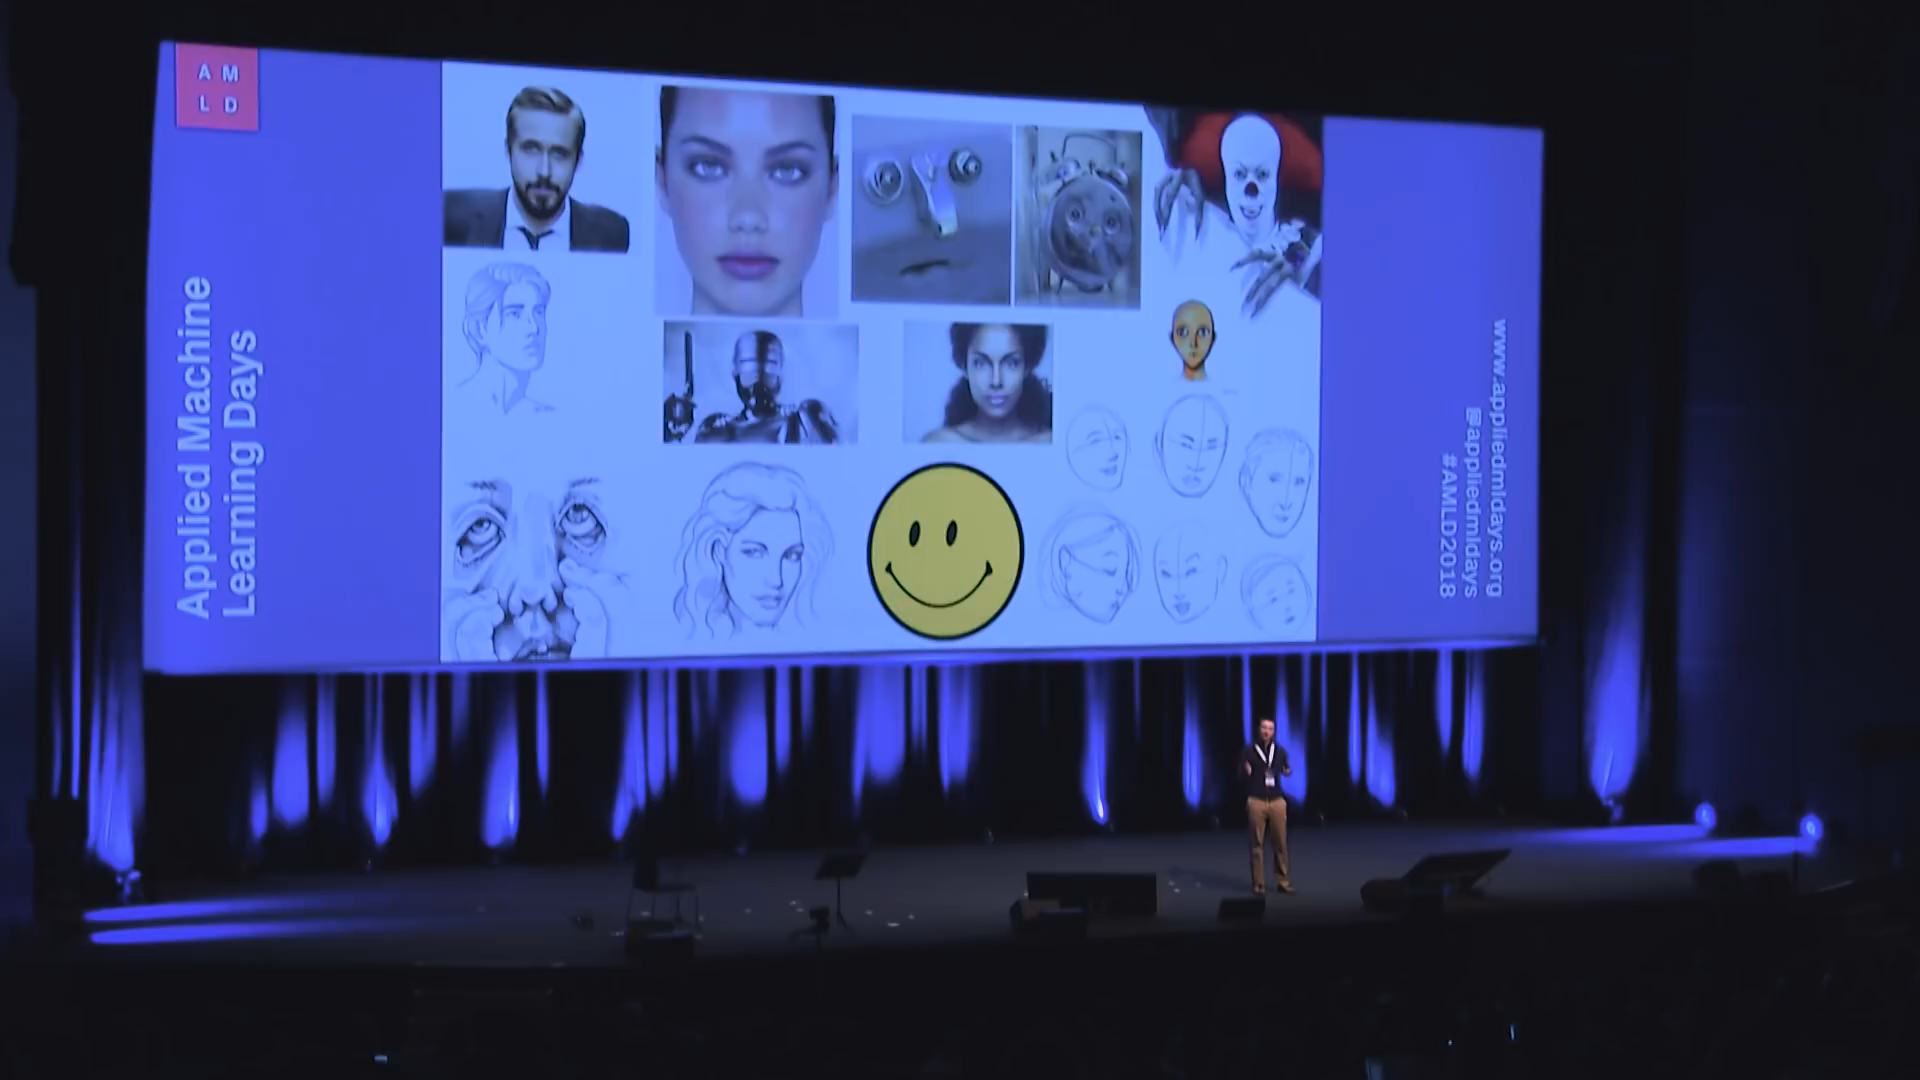 A M
L D
Applied Machine
Learning Days
www.appliedmldays.org
@appliedmldays
#AMLD2018